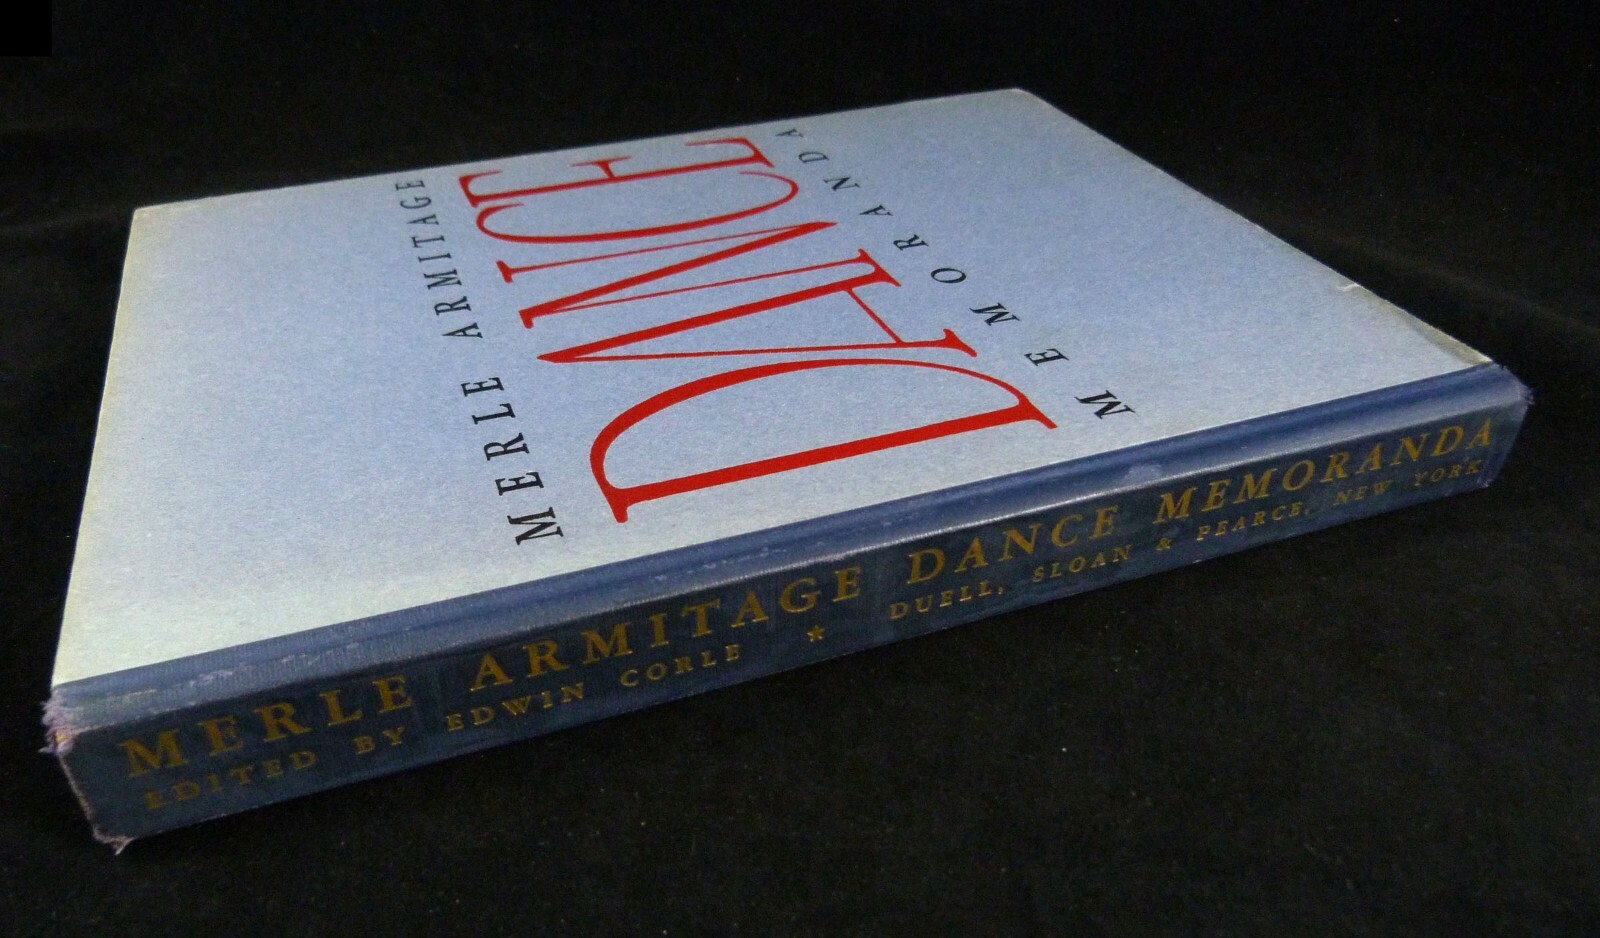 MERLE ARMITAGE
DANCE
MEMORANDA
MERLE ARMITAGE DANCE MEMORANDA
EDITED BY EDWIN CORLE * DUELL, SLOAN & PEARCE, NEW YORK